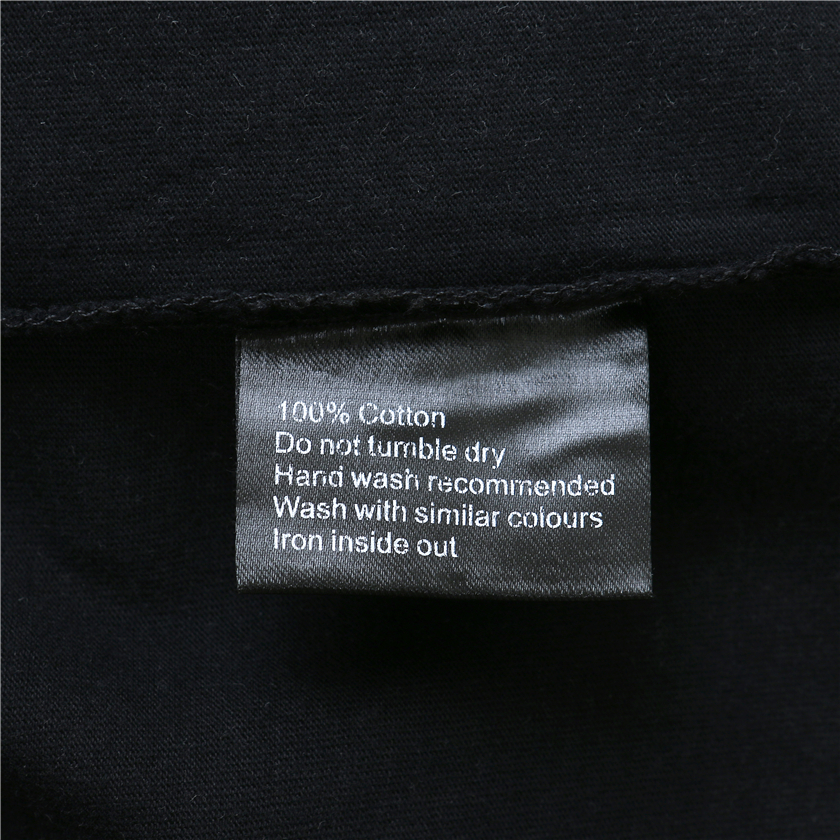 100% Cotton
Do not tumble dry
Hand wash recommended
Wash with similar colours
Iron inside out